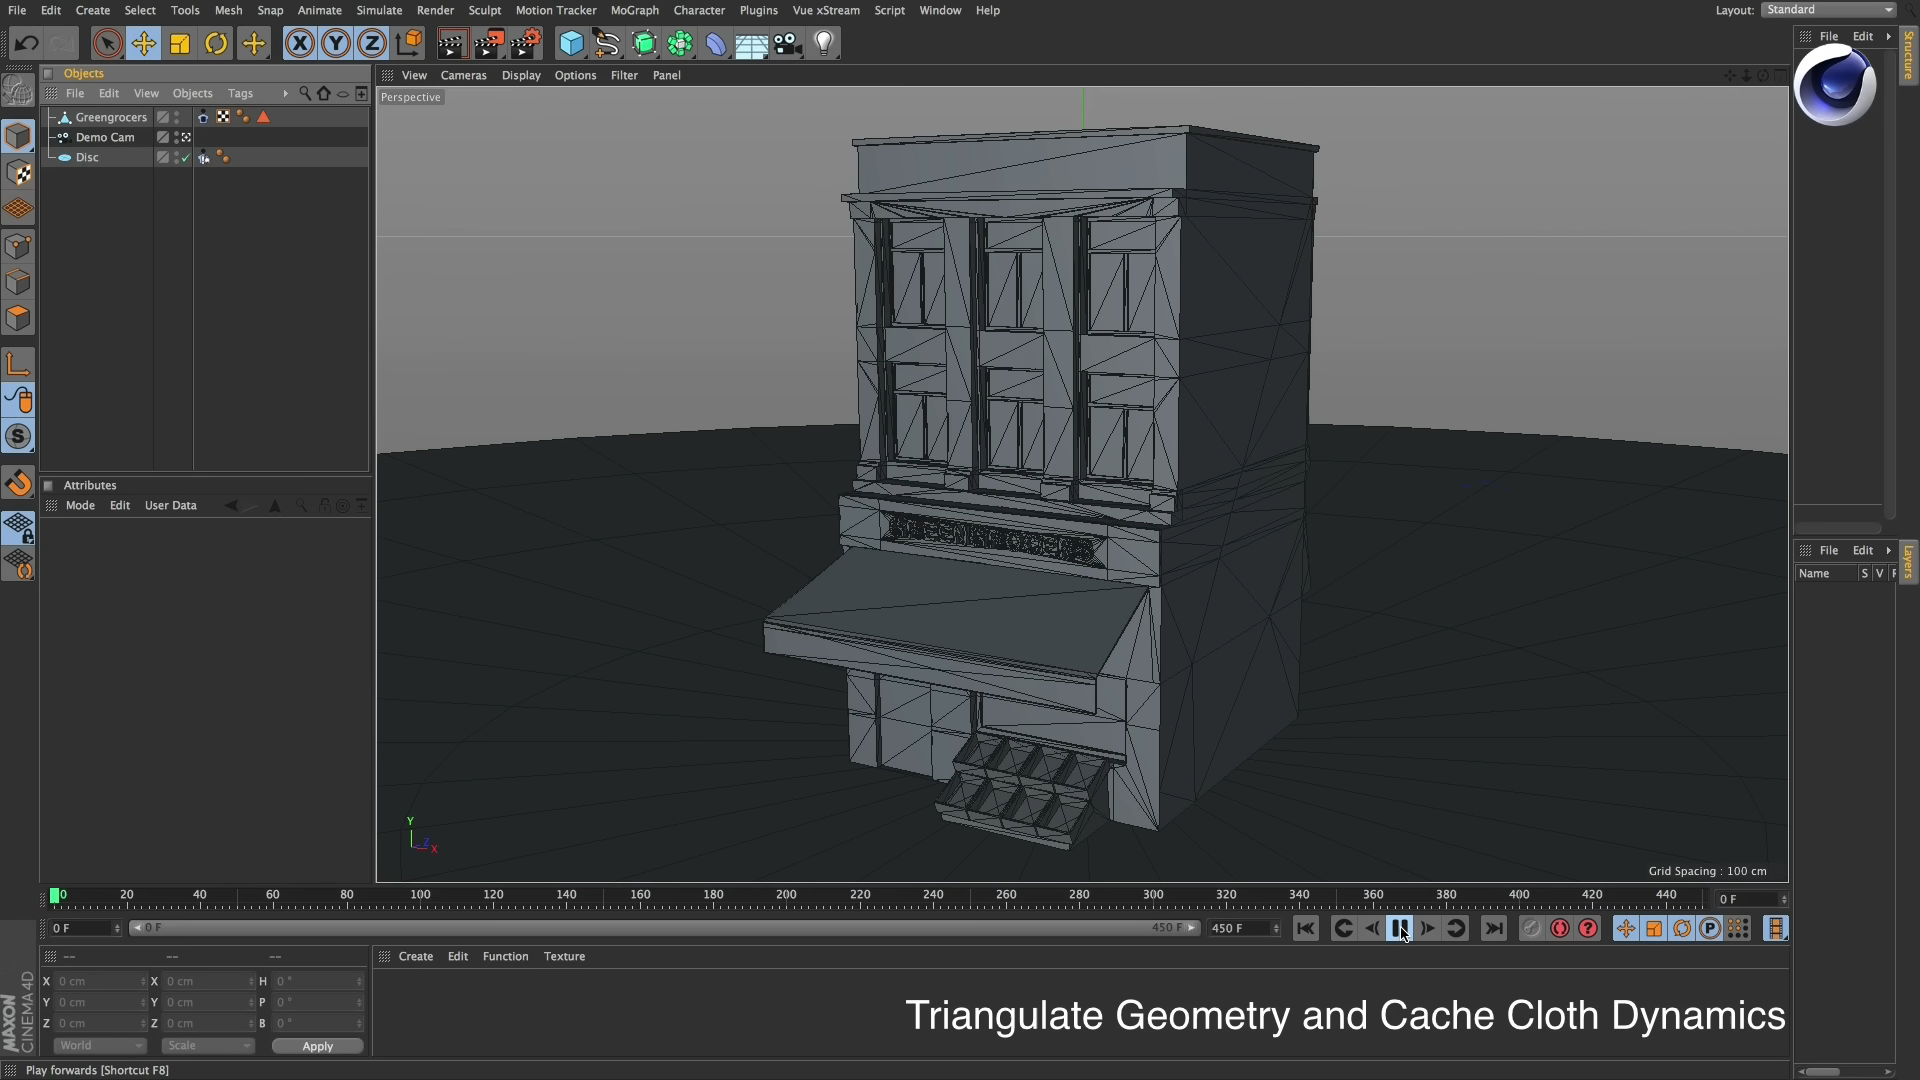 File Edit Create Select Tools Mesh Snap Animate Simulate Render Sculpt Motion Tracker MoGraph Character Plugins Vue xStream Script Window Help
Layout: Standard
File Edit
Structure
Objects
File Edit View Objects Tags
Greengrocers
Demo Cam
Disc
View Cameras Display Options Filter Panel
Perspective
Attributes
Mode Edit User Data
GREENGROCERS
File Edit
Layers
Name S V
Y
Z
X
Grid Spacing : 100 cm
0 20 40 60 80 100 120 140 160 180 200 220 240 260 280 300 320 340 360 380 400 420 440
0 F
0 F
0 F
450 F
450 F
-- -- --
Create Edit Function Texture
X 0 cm X 0 cm H 0 °
Y 0 cm Y 0 cm P 0 °
Z 0 cm Z 0 cm B 0 °
World Scale Apply
MAXON
CINEMA 4D
Triangulate Geometry and Cache Cloth Dynamics
Play forwards [Shortcut F8]